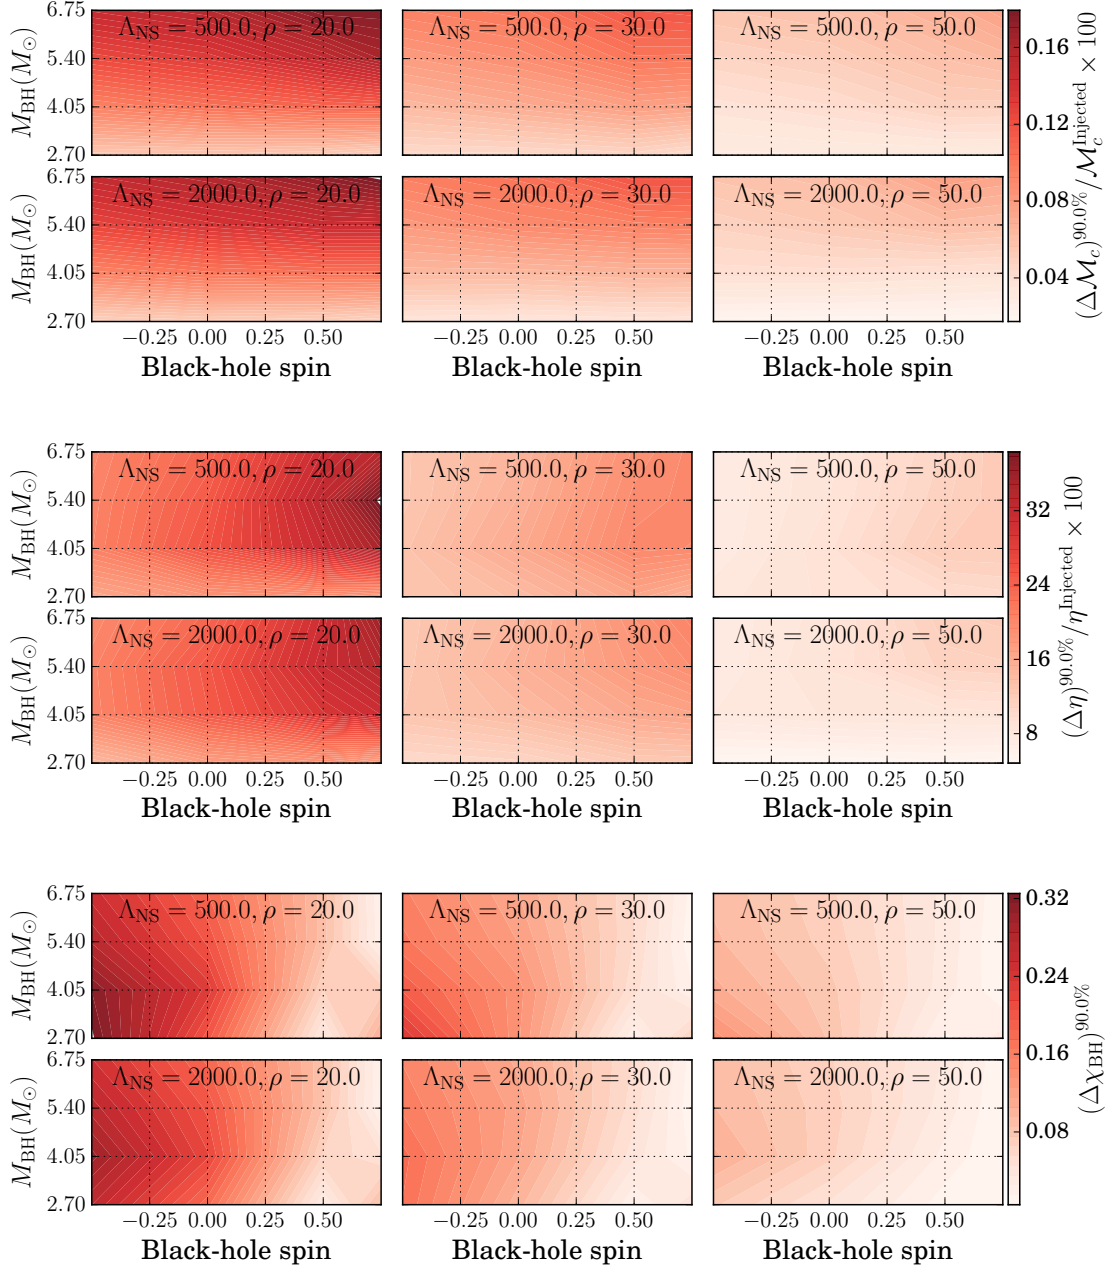 6.75
5.40
4.05
2.70
M_BH(M_⊙)
Λ_NS = 500.0, ρ = 20.0
Λ_NS = 500.0, ρ = 30.0
Λ_NS = 500.0, ρ = 50.0
6.75
5.40
4.05
2.70
M_BH(M_⊙)
Λ_NS = 2000.0, ρ = 20.0
Λ_NS = 2000.0, ρ = 30.0
Λ_NS = 2000.0, ρ = 50.0
−0.25 0.00 0.25 0.50
−0.25 0.00 0.25 0.50
−0.25 0.00 0.25 0.50
Black-hole spin
Black-hole spin
Black-hole spin
0.16
0.12
0.08
0.04
(Δℳ_c)^90.0%/ℳ_c^Injected × 100
6.75
5.40
4.05
2.70
M_BH(M_⊙)
Λ_NS = 500.0, ρ = 20.0
Λ_NS = 500.0, ρ = 30.0
Λ_NS = 500.0, ρ = 50.0
6.75
5.40
4.05
2.70
M_BH(M_⊙)
Λ_NS = 2000.0, ρ = 20.0
Λ_NS = 2000.0, ρ = 30.0
Λ_NS = 2000.0, ρ = 50.0
−0.25 0.00 0.25 0.50
−0.25 0.00 0.25 0.50
−0.25 0.00 0.25 0.50
Black-hole spin
Black-hole spin
Black-hole spin
32
24
16
8
(Δη)^90.0%/η^Injected × 100
6.75
5.40
4.05
2.70
M_BH(M_⊙)
Λ_NS = 500.0, ρ = 20.0
Λ_NS = 500.0, ρ = 30.0
Λ_NS = 500.0, ρ = 50.0
6.75
5.40
4.05
2.70
M_BH(M_⊙)
Λ_NS = 2000.0, ρ = 20.0
Λ_NS = 2000.0, ρ = 30.0
Λ_NS = 2000.0, ρ = 50.0
−0.25 0.00 0.25 0.50
−0.25 0.00 0.25 0.50
−0.25 0.00 0.25 0.50
Black-hole spin
Black-hole spin
Black-hole spin
0.32
0.24
0.16
0.08
(Δχ_BH)^90.0%